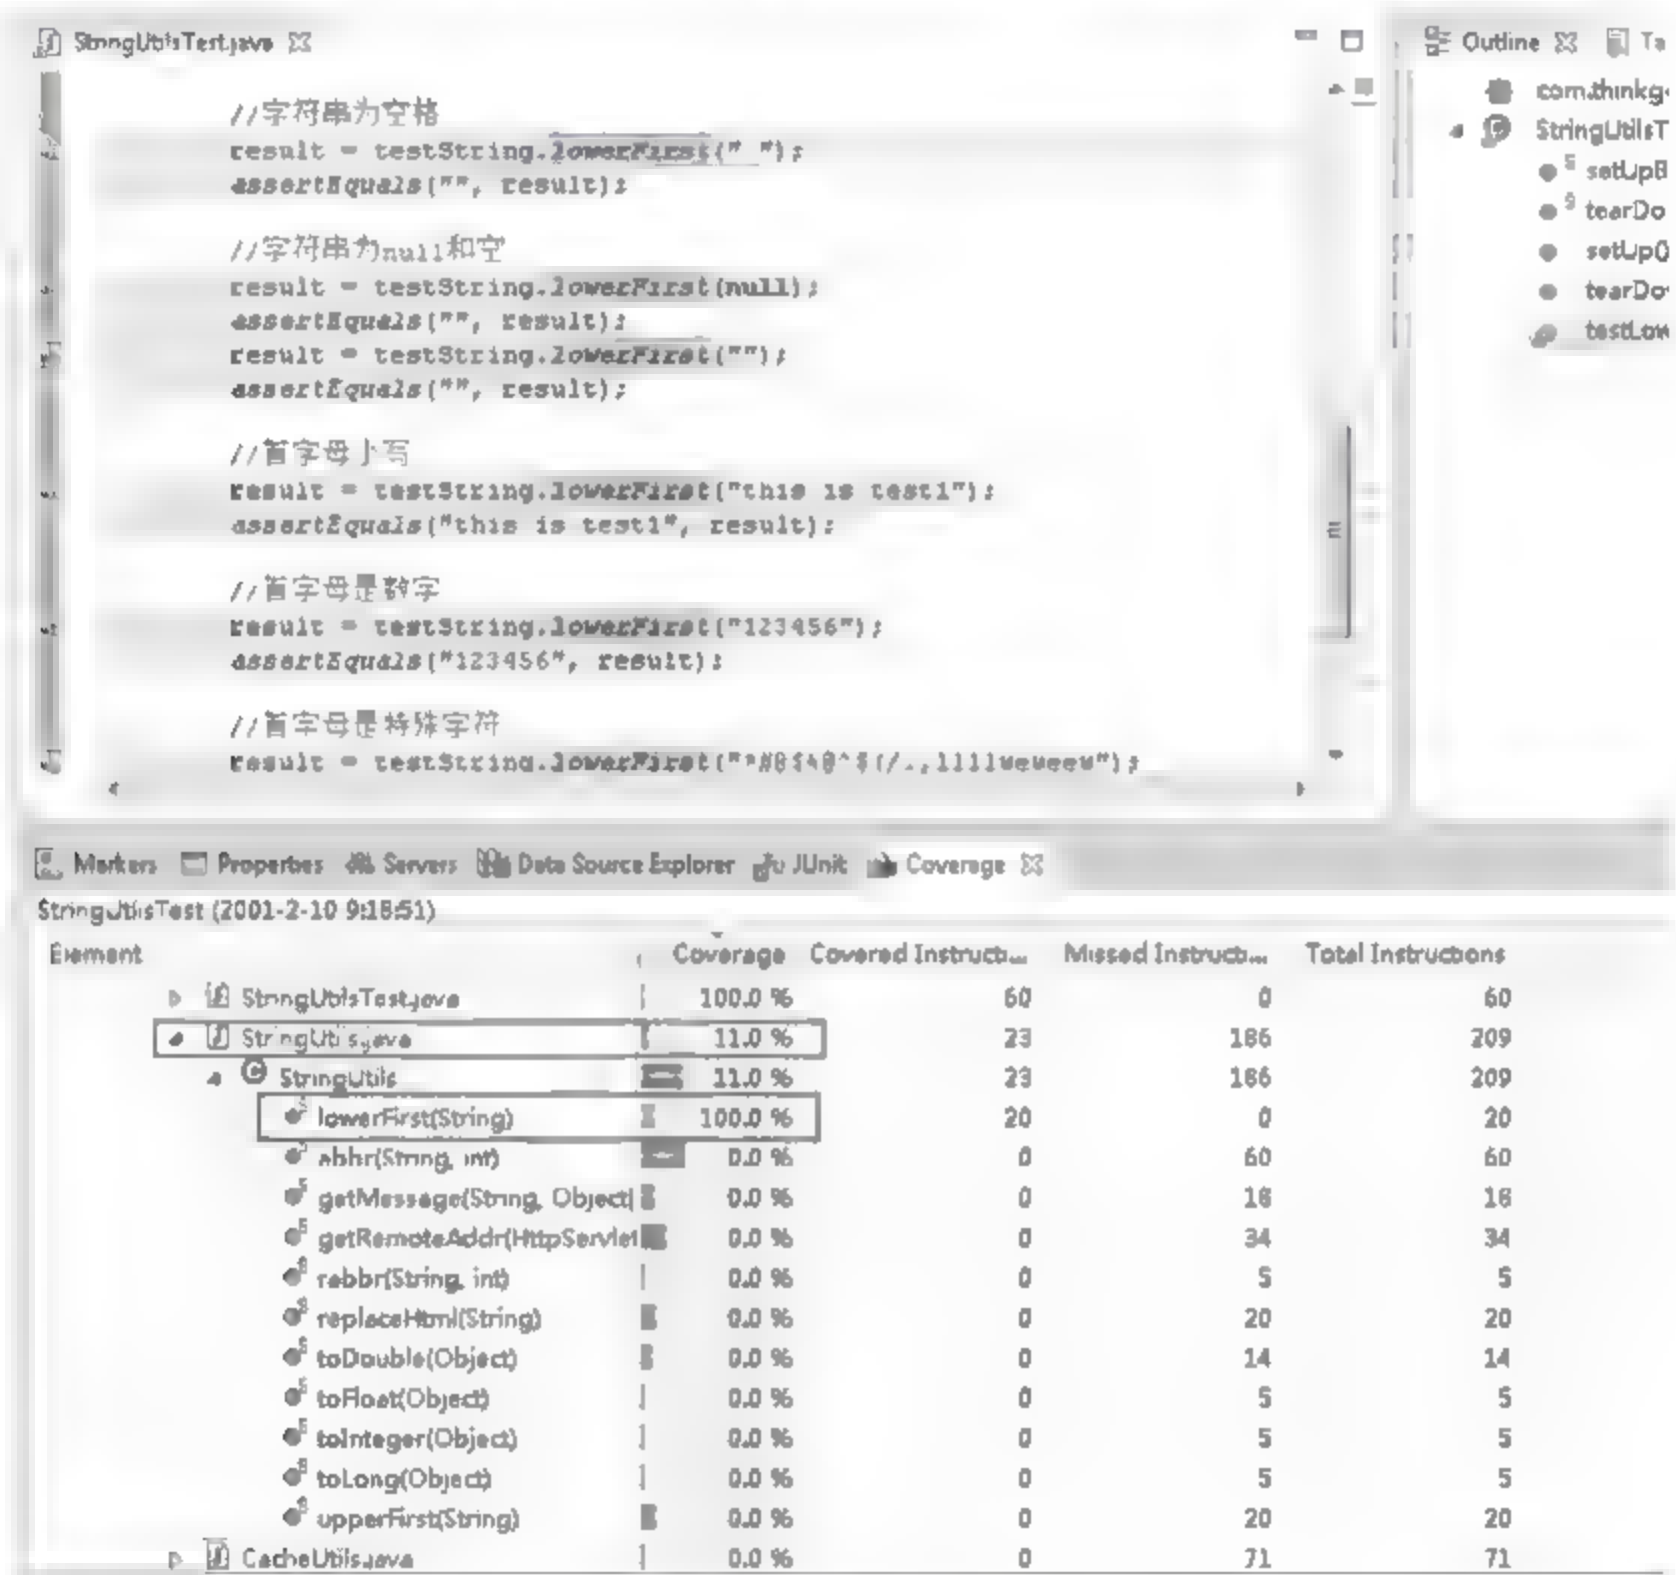 StringUtilsTest.java
//字符串为空格
result = testString.lowerFirst(" ");
assertEquals("", result);
//字符串为null和空
result = testString.lowerFirst(null);
assertEquals("", result);
result = testString.lowerFirst("");
assertEquals("", result);
//首字母小写
result = testString.lowerFirst("this is test1");
assertEquals("this is test1", result);
//首字母是数字
result = testString.lowerFirst("123456");
assertEquals("123456", result);
//首字母是特殊字符
result = testString.lowerFirst(
Outline Ta
com.thinkg
StringUtilsT
setUpB
tearDo
setUp(
tearDo
testLow
Markers Properties Servers Data Source Explorer JUnit Coverage
StringUtilsTest (2001-2-10 9:18:51)
Element Coverage Covered Instructi... Missed Instructi... Total Instructions
StringUtilsTest.java 100.0 % 60 0 60
StringUtils.java 11.0 % 23 186 209
StringUtils 11.0 % 23 186 209
lowerFirst(String) 100.0 % 20 0 20
abbr(String, int) 0.0 % 0 60 60
getMessage(String, Object[ 0.0 % 0 18 18
getRemoteAddr(HttpServlet 0.0 % 0 34 34
rabbr(String, int) 0.0 % 0 5 5
replaceHtml(String) 0.0 % 0 20 20
toDouble(Object) 0.0 % 0 14 14
toFloat(Object) 0.0 % 0 5 5
toInteger(Object) 0.0 % 0 5 5
toLong(Object) 0.0 % 0 5 5
upperFirst(String) 0.0 % 0 20 20
CacheUtils.java 0.0 % 0 71 71